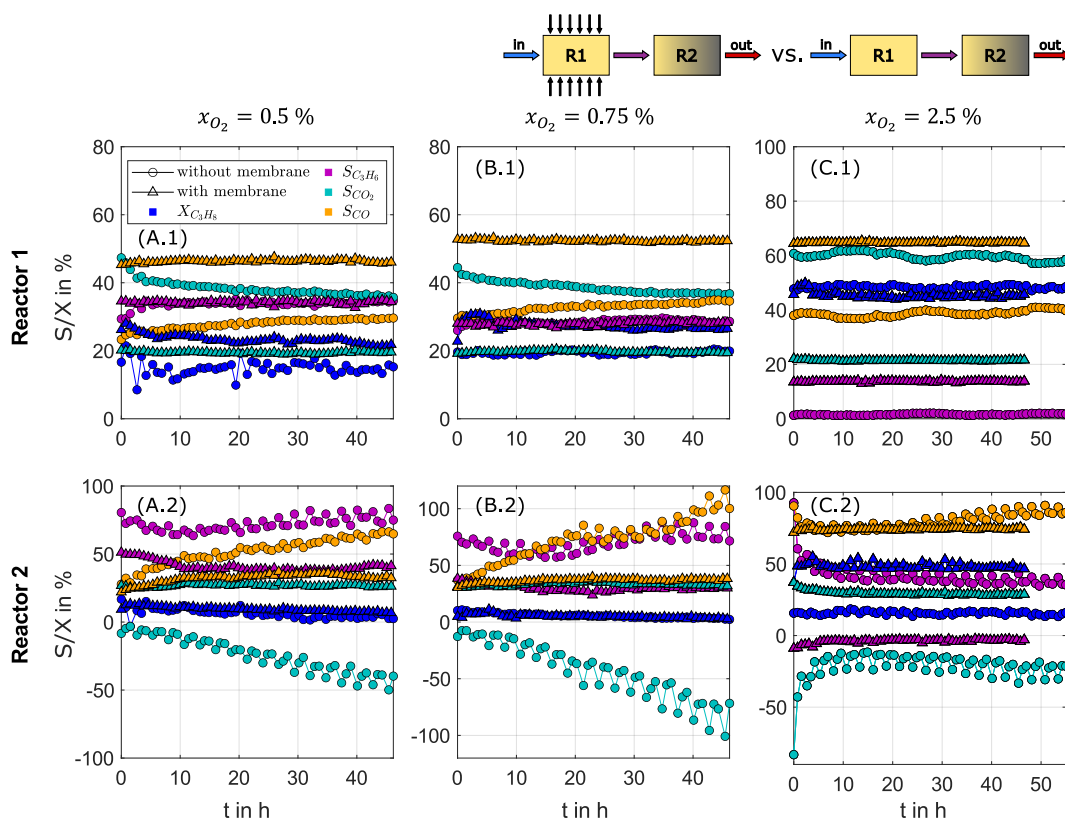 in R1 R2 out vs. in R1 R2 out
x_{O_2} = 0.5 % x_{O_2} = 0.75 % x_{O_2} = 2.5 %
Reactor 1
S/X in %
80
60
40
20
0
0 10 20 30 40
without membrane S_{C_3H_6}
with membrane S_{CO_2}
X_{C_3H_8} S_{CO}
(A.1)
80
60
40
20
0
0 10 20 30 40
(B.1)
100
80
60
40
20
0
0 10 20 30 40 50
(C.1)
Reactor 2
S/X in %
100
50
0
-50
-100
0 10 20 30 40
t in h
(A.2)
100
50
0
-50
-100
0 10 20 30 40
t in h
(B.2)
100
50
0
-50
0 10 20 30 40 50
t in h
(C.2)